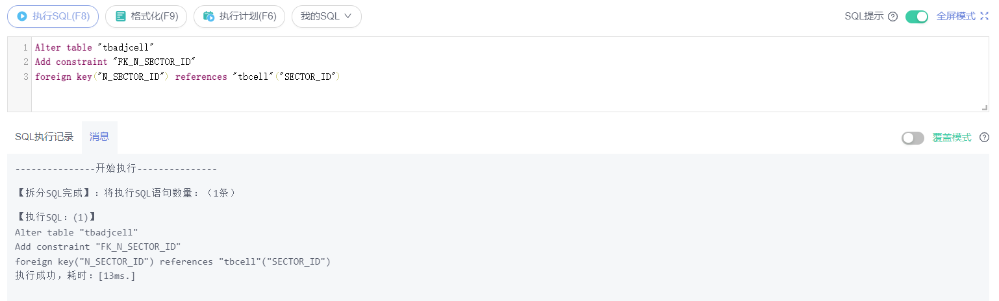 执行SQL(F8) 格式化(F9) 执行计划(F6) 我的SQL SQL提示 全屏模式
1 Alter table "tbadjcell"
2 Add constraint "FK_N_SECTOR_ID"
3 foreign key("N_SECTOR_ID") references "tbcell"("SECTOR_ID")
SQL执行记录 消息 覆盖模式
---------------开始执行---------------
【拆分SQL完成】：将执行SQL语句数量：（1条）
【执行SQL：(1)】
Alter table "tbadjcell"
Add constraint "FK_N_SECTOR_ID"
foreign key("N_SECTOR_ID") references "tbcell"("SECTOR_ID")
执行成功，耗时：[13ms.]